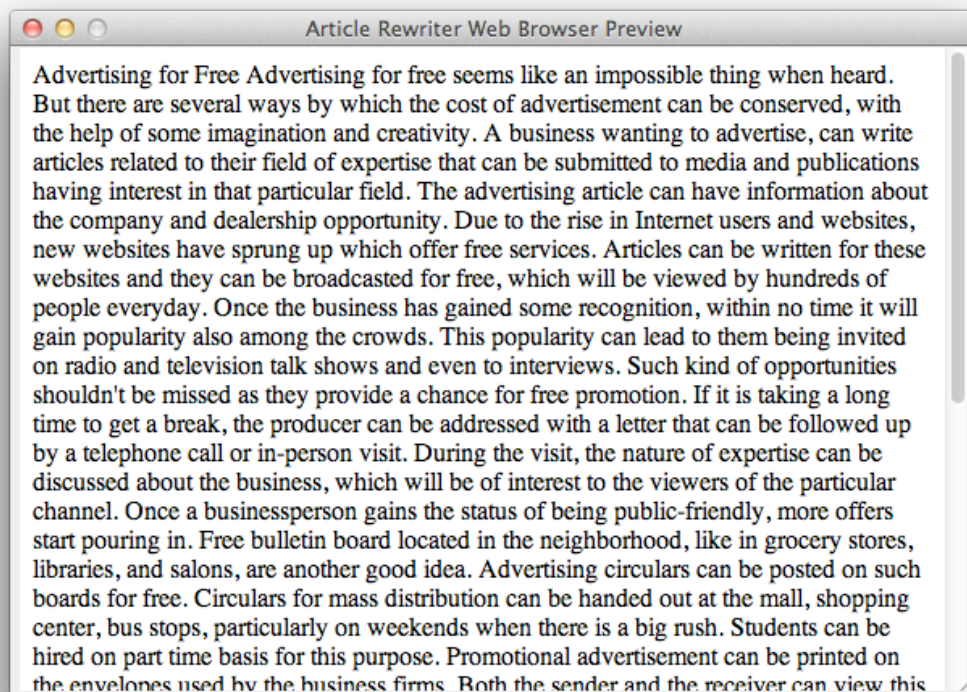 Article Rewriter Web Browser Preview
Advertising for Free Advertising for free seems like an impossible thing when heard.
But there are several ways by which the cost of advertisement can be conserved, with
the help of some imagination and creativity. A business wanting to advertise, can write
articles related to their field of expertise that can be submitted to media and publications
having interest in that particular field. The advertising article can have information about
the company and dealership opportunity. Due to the rise in Internet users and websites,
new websites have sprung up which offer free services. Articles can be written for these
websites and they can be broadcasted for free, which will be viewed by hundreds of
people everyday. Once the business has gained some recognition, within no time it will
gain popularity also among the crowds. This popularity can lead to them being invited
on radio and television talk shows and even to interviews. Such kind of opportunities
shouldn't be missed as they provide a chance for free promotion. If it is taking a long
time to get a break, the producer can be addressed with a letter that can be followed up
by a telephone call or in-person visit. During the visit, the nature of expertise can be
discussed about the business, which will be of interest to the viewers of the particular
channel. Once a businessperson gains the status of being public-friendly, more offers
start pouring in. Free bulletin board located in the neighborhood, like in grocery stores,
libraries, and salons, are another good idea. Advertising circulars can be posted on such
boards for free. Circulars for mass distribution can be handed out at the mall, shopping
center, bus stops, particularly on weekends when there is a big rush. Students can be
hired on part time basis for this purpose. Promotional advertisement can be printed on
the envelopes used by the business firms. Both the sender and the receiver can view this